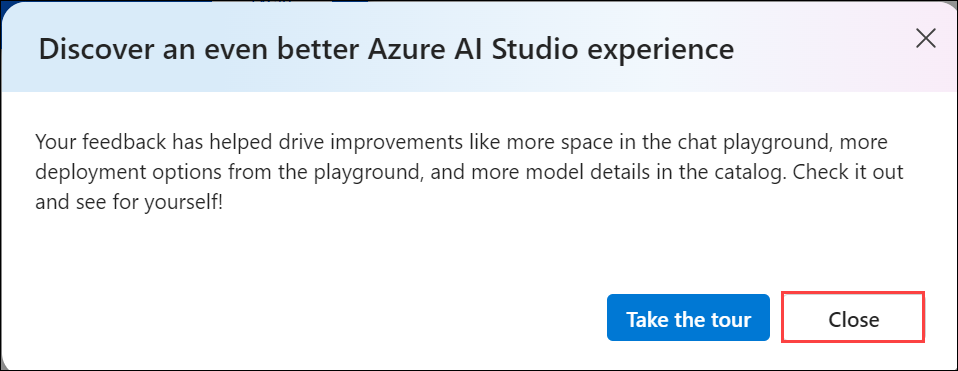 Discover an even better Azure AI Studio experience
Your feedback has helped drive improvements like more space in the chat playground, more
deployment options from the playground, and more model details in the catalog. Check it out
and see for yourself!
Take the tour
Close